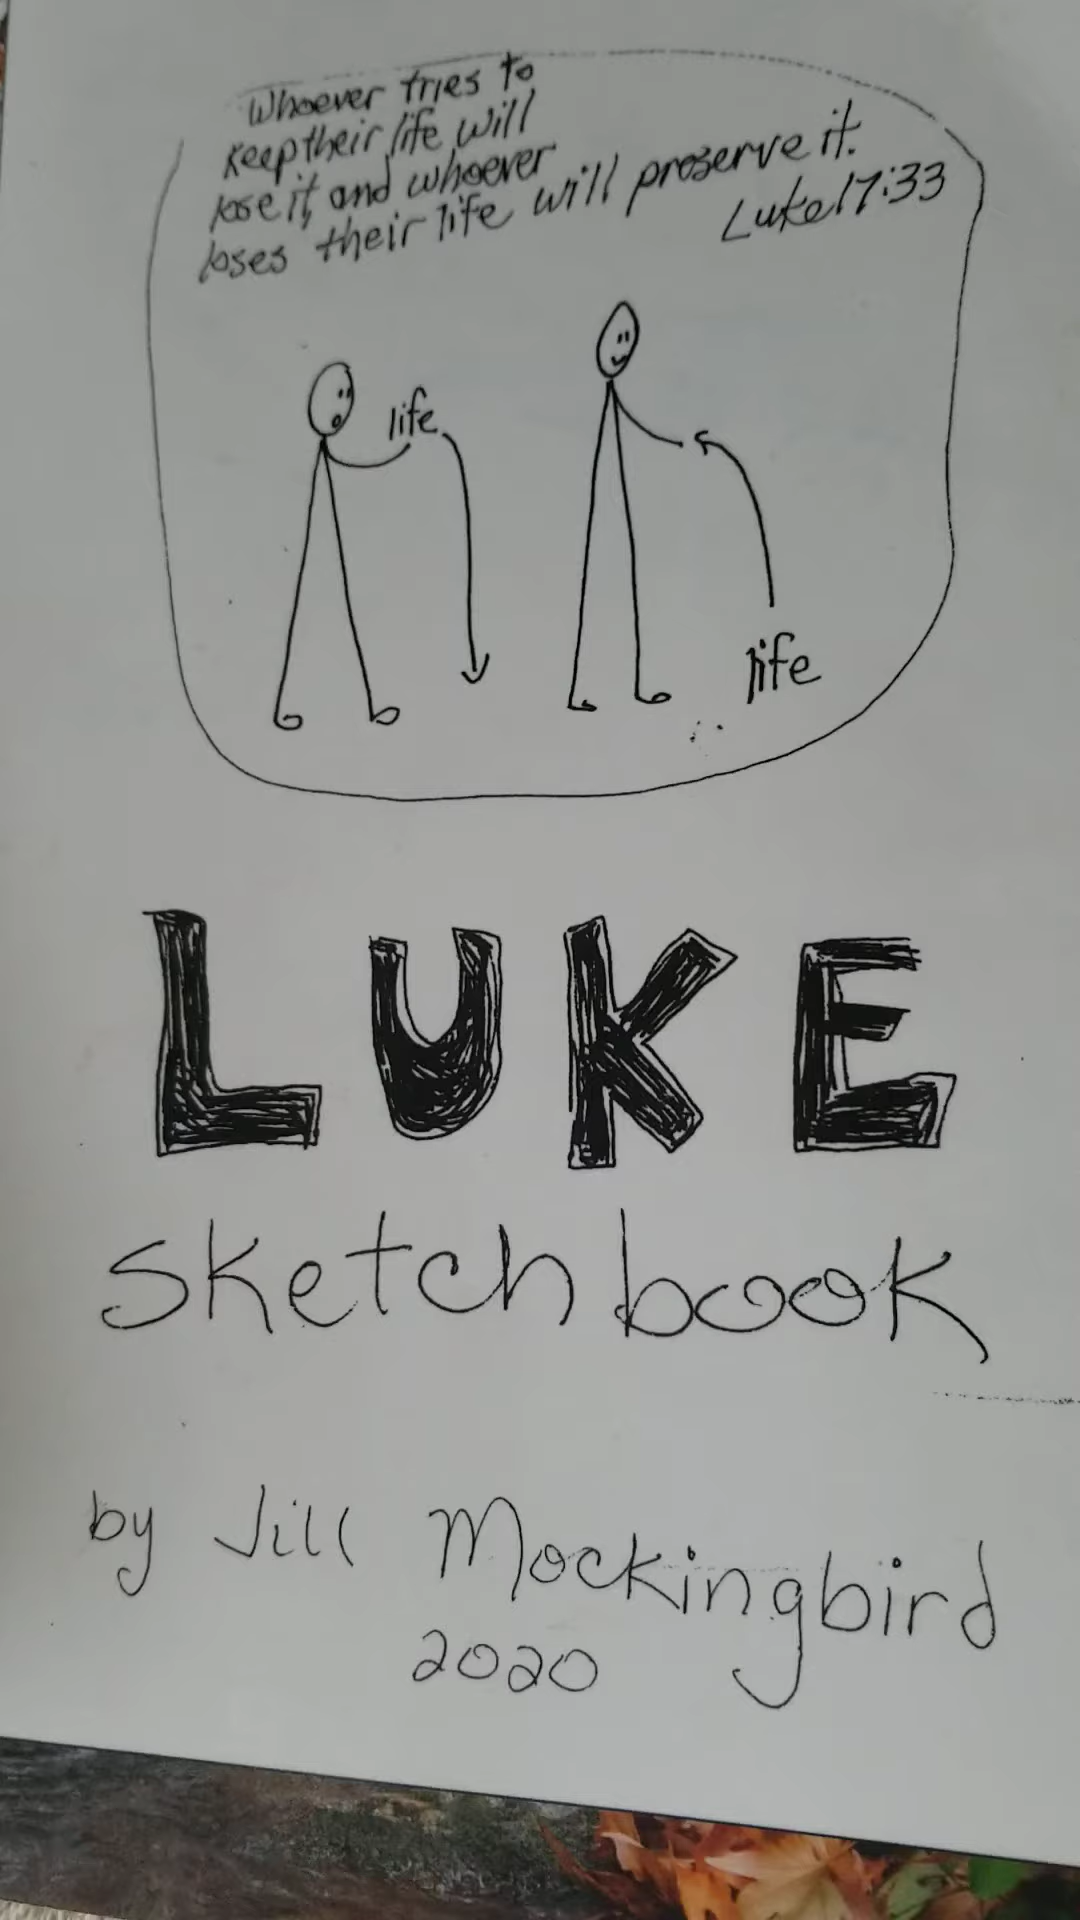 Whoever tries to
keep their life will
lose it, and whoever
loses their life will preserve it.
Luke 17:33
life
life
LUKE
sketchbook
by Jill Mockingbird
2020